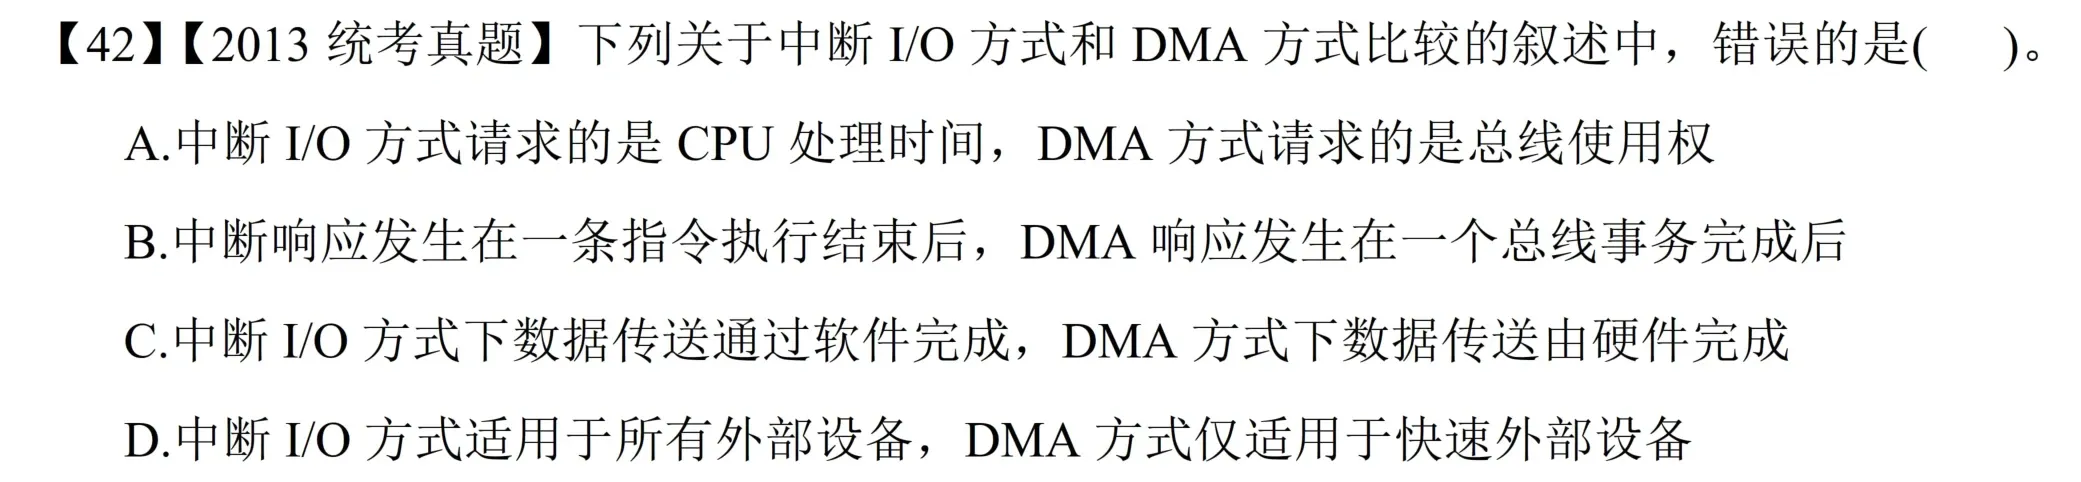 【42】【2013 统考真题】下列关于中断 I/O 方式和 DMA 方式比较的叙述中，错误的是(　　)。
A.中断 I/O 方式请求的是 CPU 处理时间，DMA 方式请求的是总线使用权
B.中断响应发生在一条指令执行结束后，DMA 响应发生在一个总线事务完成后
C.中断 I/O 方式下数据传送通过软件完成，DMA 方式下数据传送由硬件完成
D.中断 I/O 方式适用于所有外部设备，DMA 方式仅适用于快速外部设备